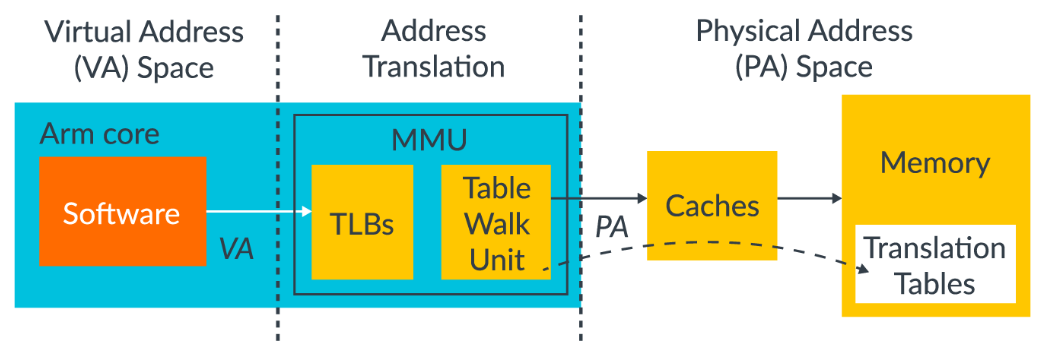 Virtual Address
(VA) Space
Address
Translation
Physical Address
(PA) Space
Arm core
Software
VA
MMU
TLBs
Table
Walk
Unit
PA
Caches
Memory
Translation
Tables